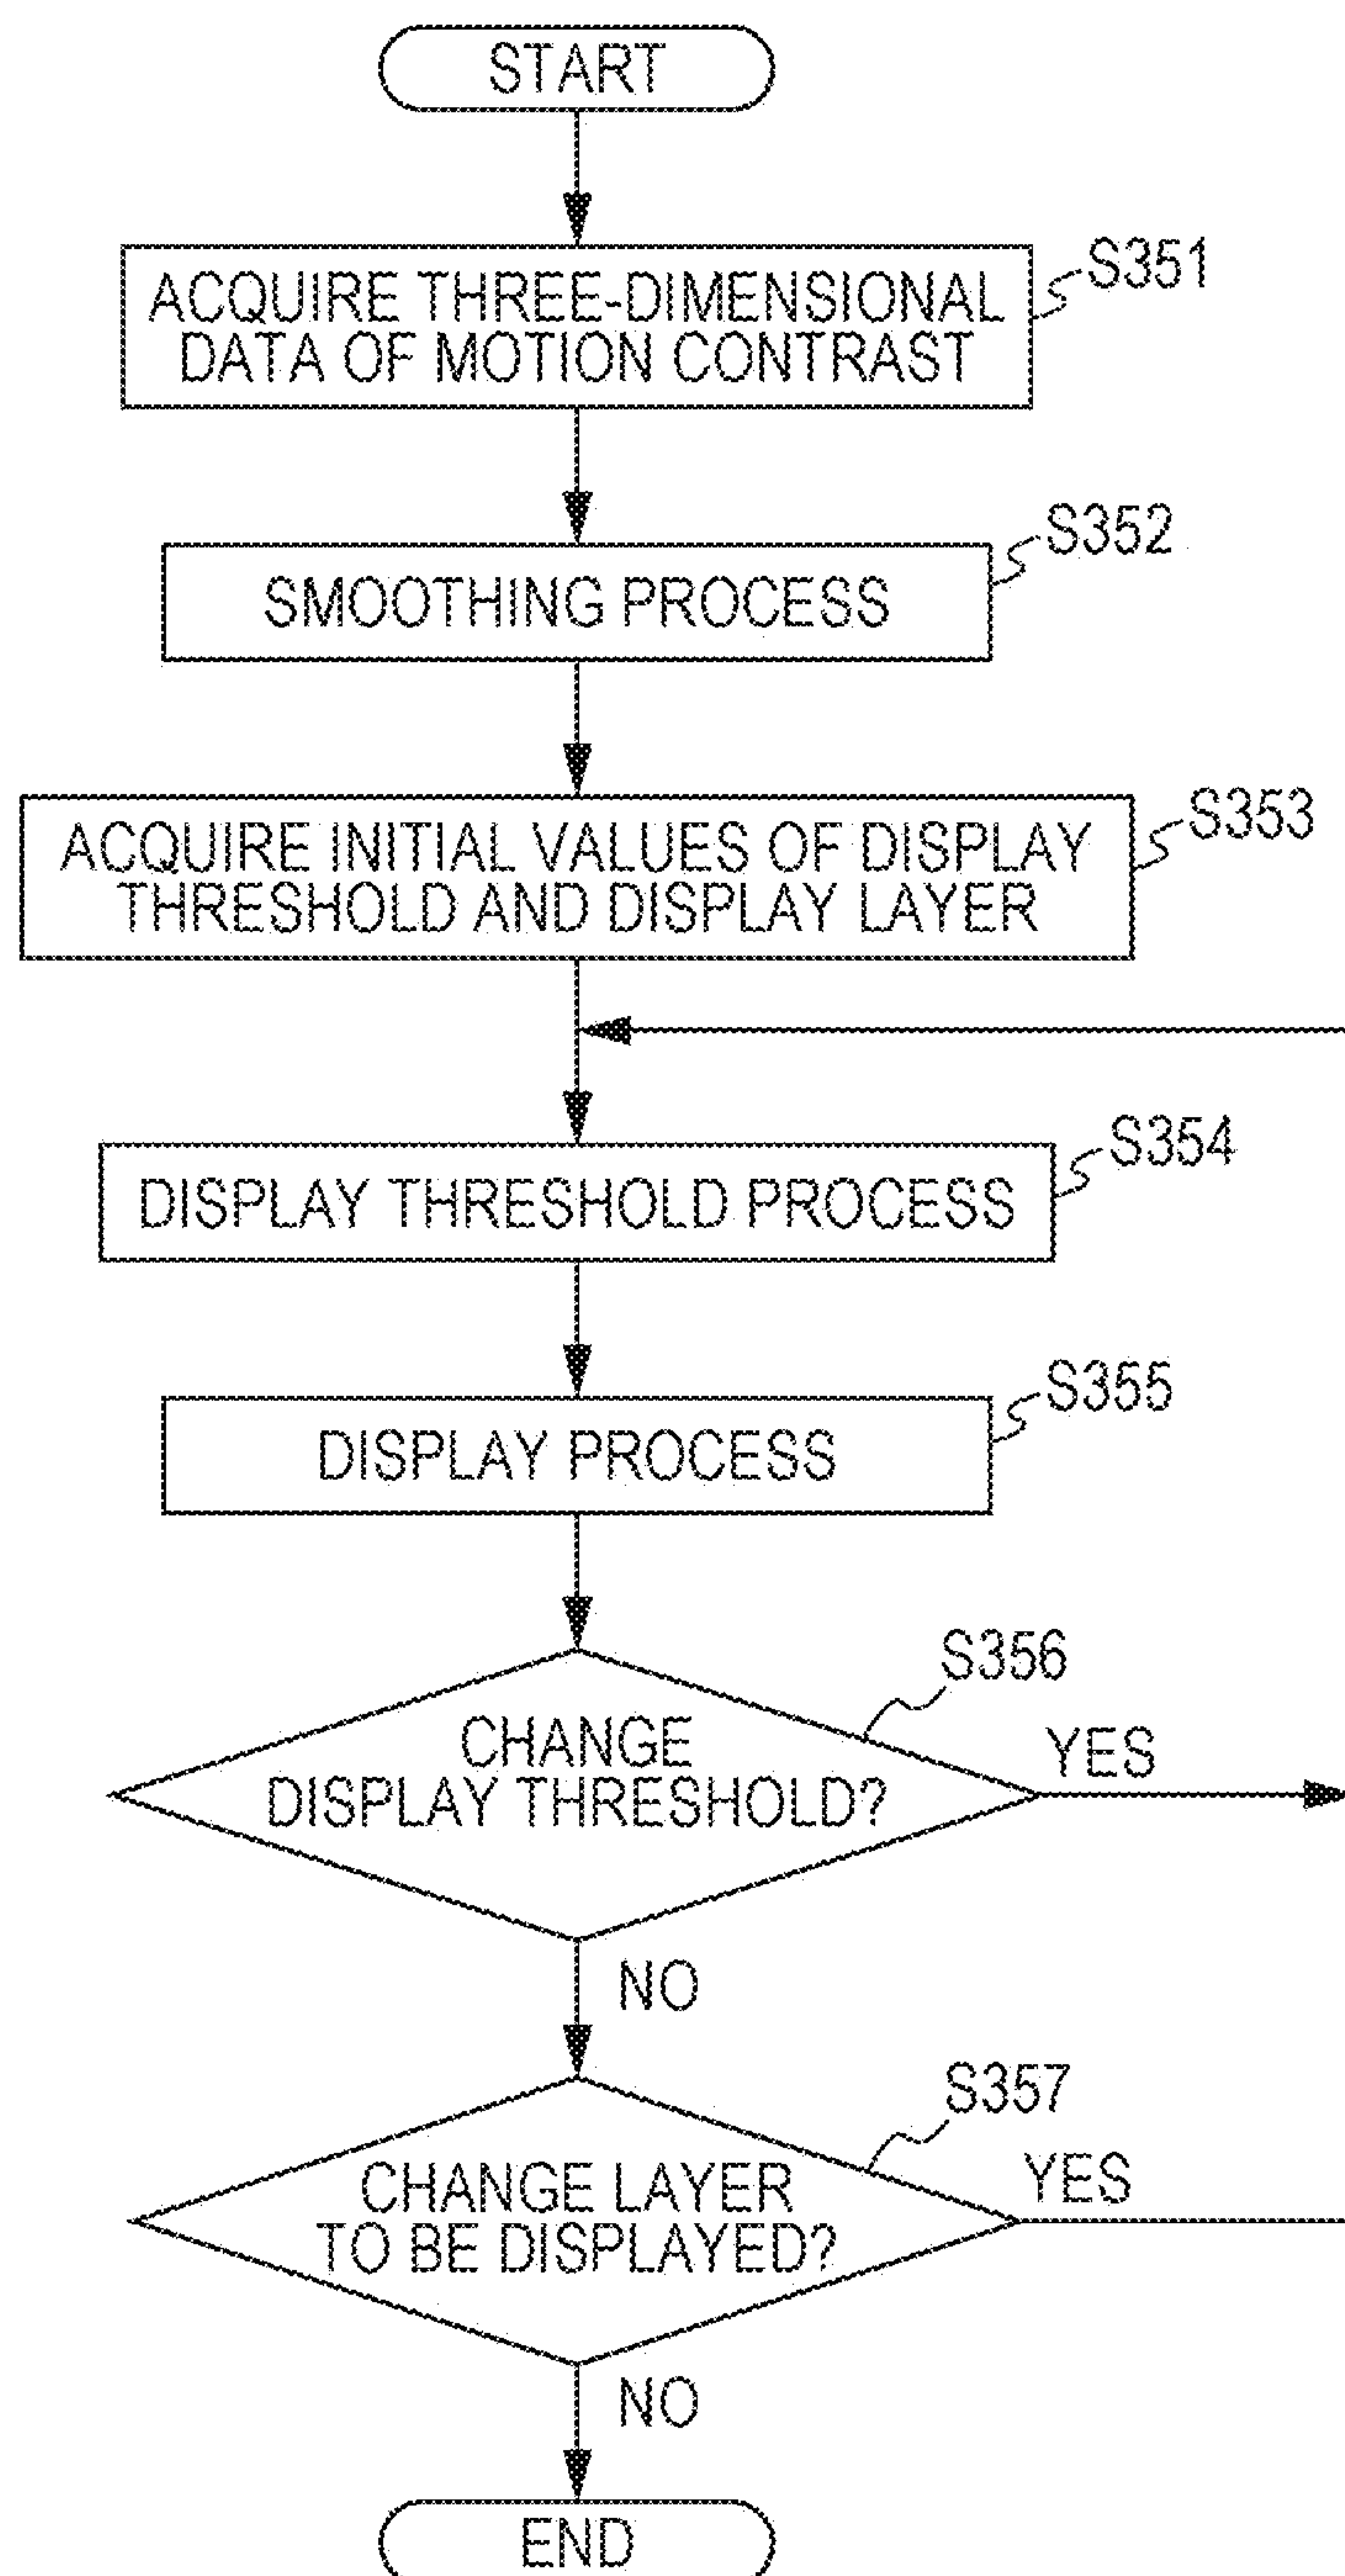 START
ACQUIRE THREE-DIMENSIONAL
DATA OF MOTION CONTRAST
S351
SMOOTHING PROCESS
S352
ACQUIRE INITIAL VALUES OF DISPLAY
THRESHOLD AND DISPLAY LAYER
S353
DISPLAY THRESHOLD PROCESS
S354
DISPLAY PROCESS
S355
CHANGE
DISPLAY THRESHOLD?
S356
YES
NO
CHANGE LAYER
TO BE DISPLAYED?
S357
YES
NO
END